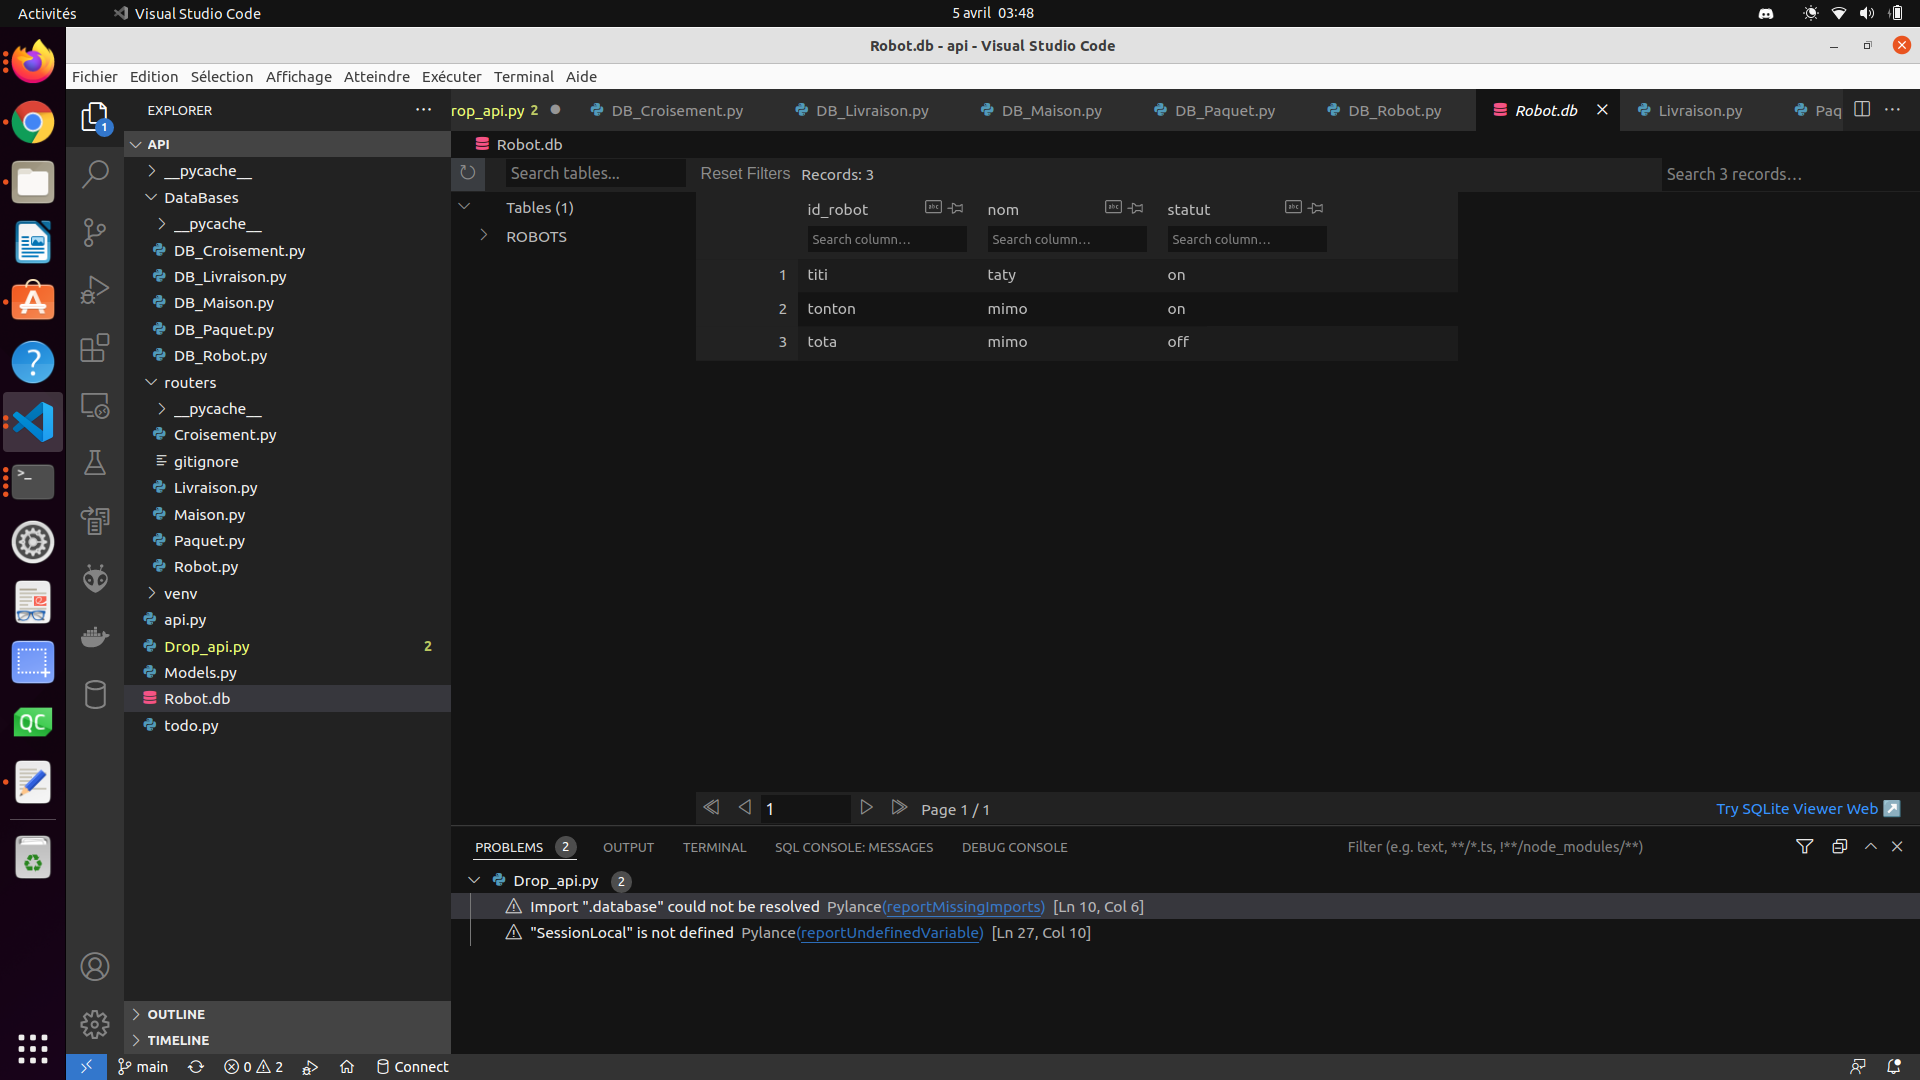 Activités
Visual Studio Code
5 avril 03:48
Robot.db - api - Visual Studio Code
Fichier Edition Sélection Affichage Atteindre Exécuter Terminal Aide
EXPLORER
rop_api.py 2
DB_Croisement.py
DB_Livraison.py
DB_Maison.py
DB_Paquet.py
DB_Robot.py
Robot.db
Livraison.py
Paq
1
API
__pycache__
DataBases
__pycache__
DB_Croisement.py
DB_Livraison.py
DB_Maison.py
DB_Paquet.py
DB_Robot.py
routers
__pycache__
Croisement.py
gitignore
Livraison.py
Maison.py
Paquet.py
Robot.py
venv
api.py
Drop_api.py 2
Models.py
Robot.db
todo.py
OUTLINE
TIMELINE
Robot.db
Search tables...
Reset Filters
Records: 3
Search 3 records...
Tables (1)
ROBOTS
id_robot nom statut
Search column... Search column... Search column...
1 titi taty on
2 tonton mimo on
3 tota mimo off
1
Page 1 / 1
Try SQLite Viewer Web
PROBLEMS 2 OUTPUT TERMINAL SQL CONSOLE: MESSAGES DEBUG CONSOLE
Filter (e.g. text, **/*.ts, !**/node_modules/**)
Drop_api.py 2
Import ".database" could not be resolved Pylance(reportMissingImports) [Ln 10, Col 6]
"SessionLocal" is not defined Pylance(reportUndefinedVariable) [Ln 27, Col 10]
QC
main
0 2
Connect